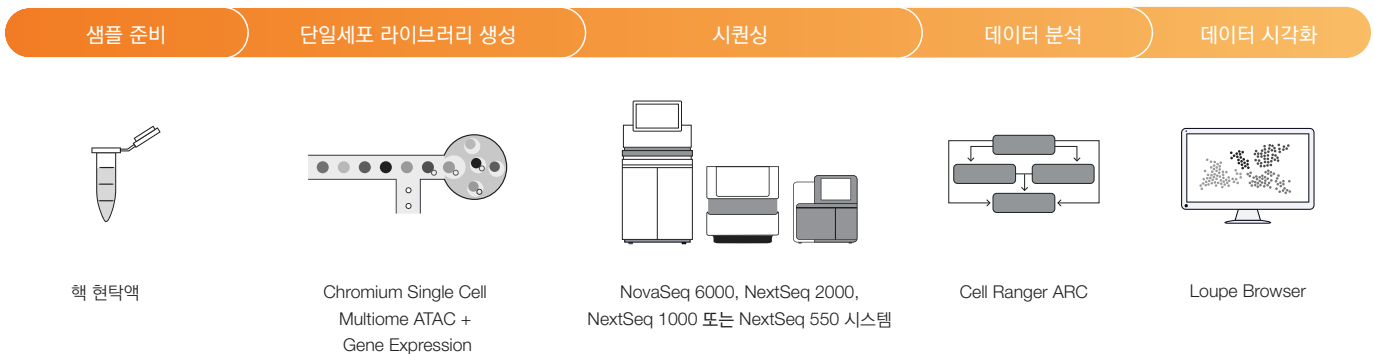 샘플 준비
단일세포 라이브러리 생성
시퀀싱
데이터 분석
데이터 시각화
핵 현탁액
Chromium Single Cell
Multiome ATAC +
Gene Expression
NovaSeq 6000, NextSeq 2000,
NextSeq 1000 또는 NextSeq 550 시스템
Cell Ranger ARC
Loupe Browser